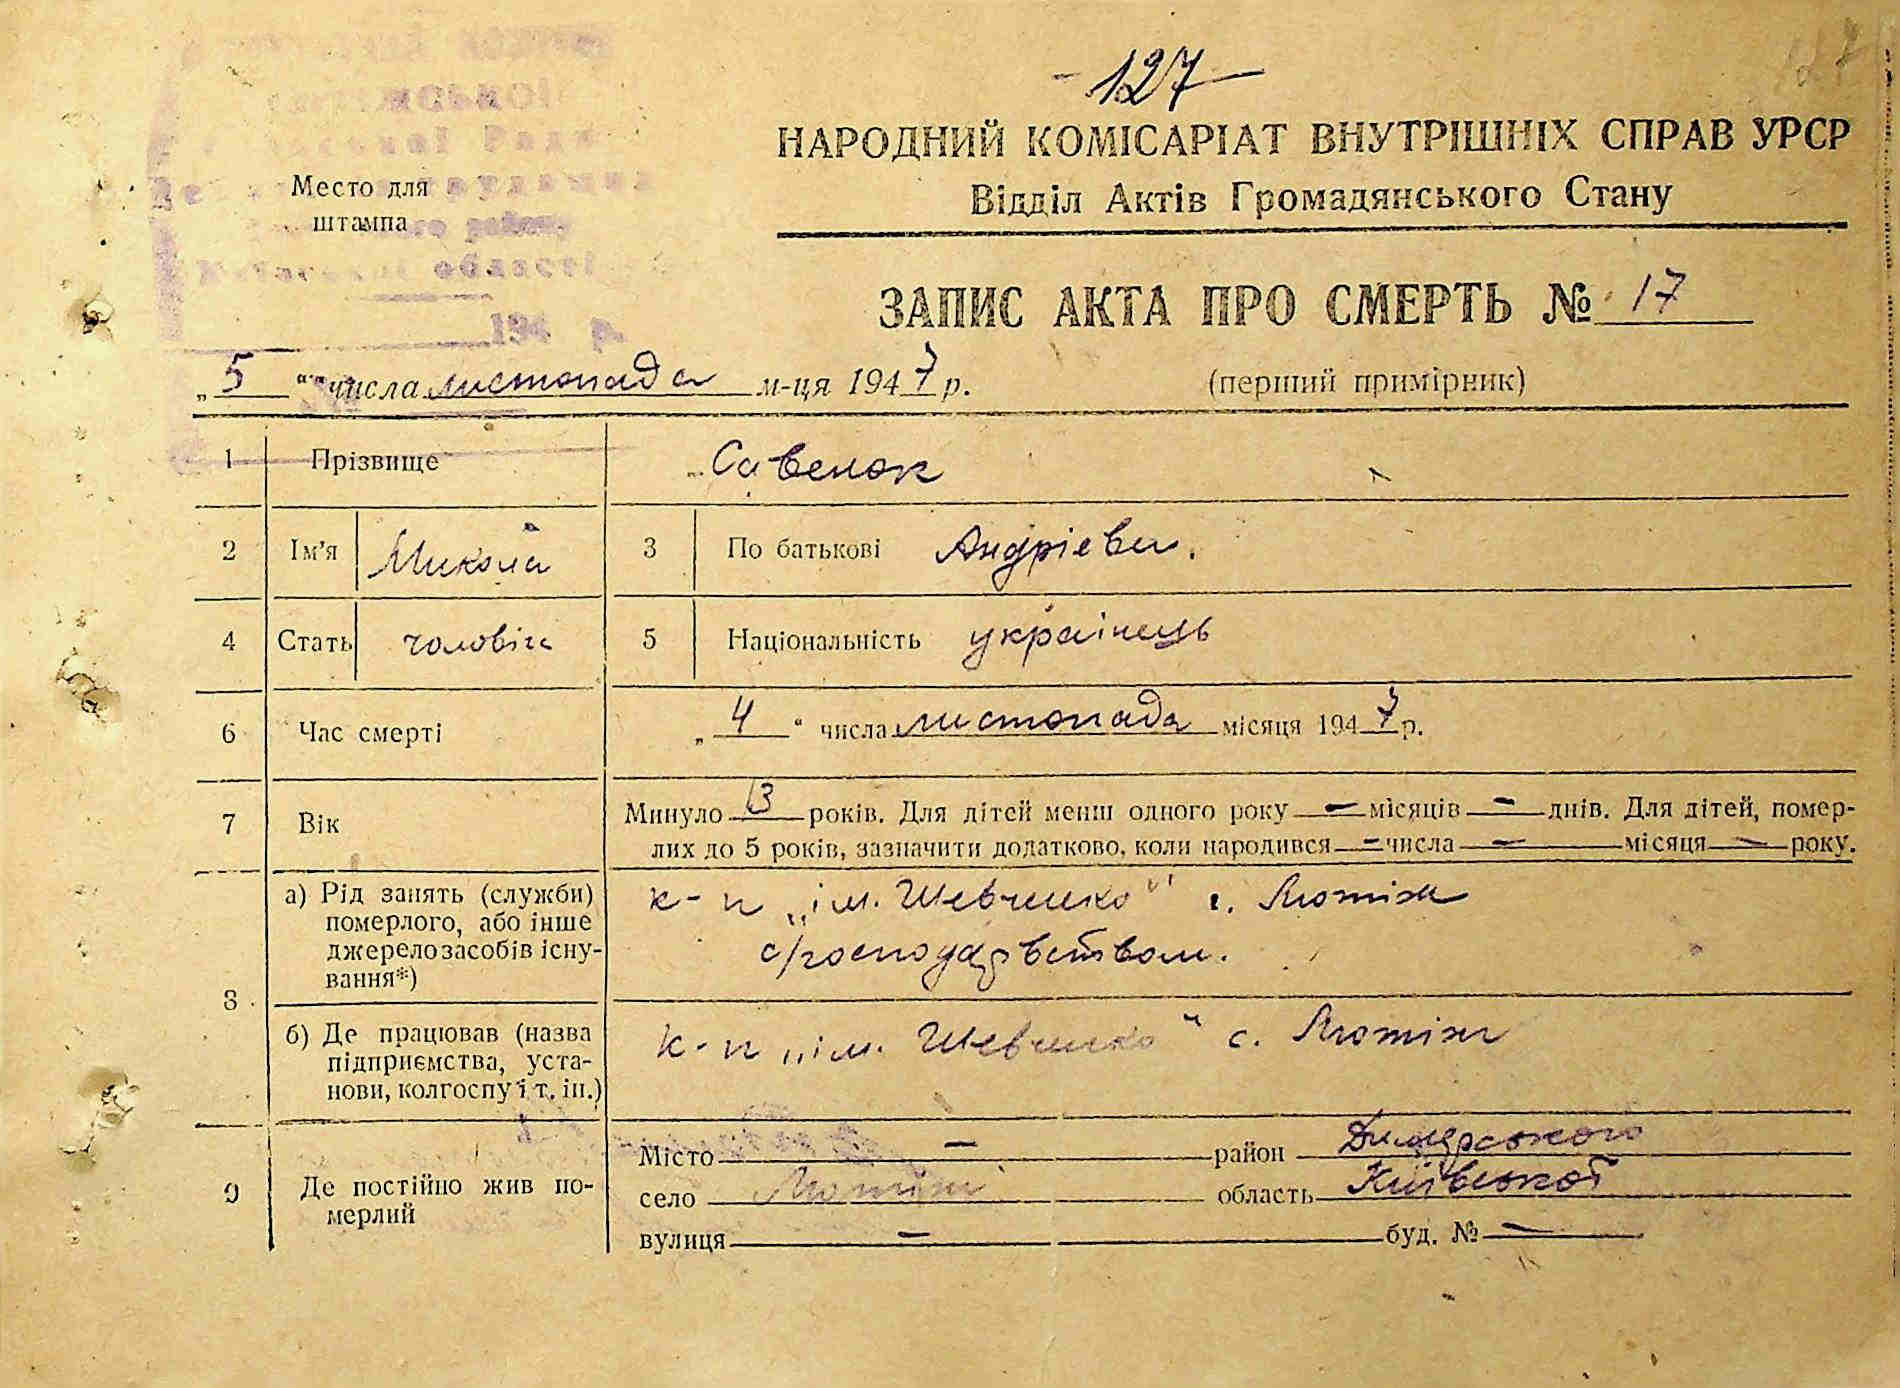 - 127 -
НАРОДНИЙ КОМІСАРІАТ ВНУТРІШНІХ СПРАВ УРСР
Відділ Актів Громадянського Стану
Место для
штампа
області
194 р.
ЗАПИС АКТА ПРО СМЕРТЬ № 17
„5“ числа листопада м-ця 1947 р.
(перший примірник)
1 Прізвище Савенок
2 Ім'я Микола 3 По батькові Андрієвич.
4 Стать чоловік 5 Національність українець
6 Час смерті „4“ числа листопада місяця 1947 р.
7 Вік Минуло 13 років. Для дітей менш одного року — місяців — днів. Для дітей, помер-
лих до 5 років, зазначити додатково, коли народився — числа — місяця — року.
8 а) Рід занять (служби) померлого, або інше джерело засобів існу-вання*) к-п „ім. Шевченко" с. Лютіж
с/господарьством.
б) Де працював (назва підприємства, уста-нови, колгоспу і т. ін.) к-п „ім. Шевченко" с. Лютіж
9 Де постійно жив по-мерлий Місто — район Димерського
село Лютіж область Київської
вулиця — буд. № —